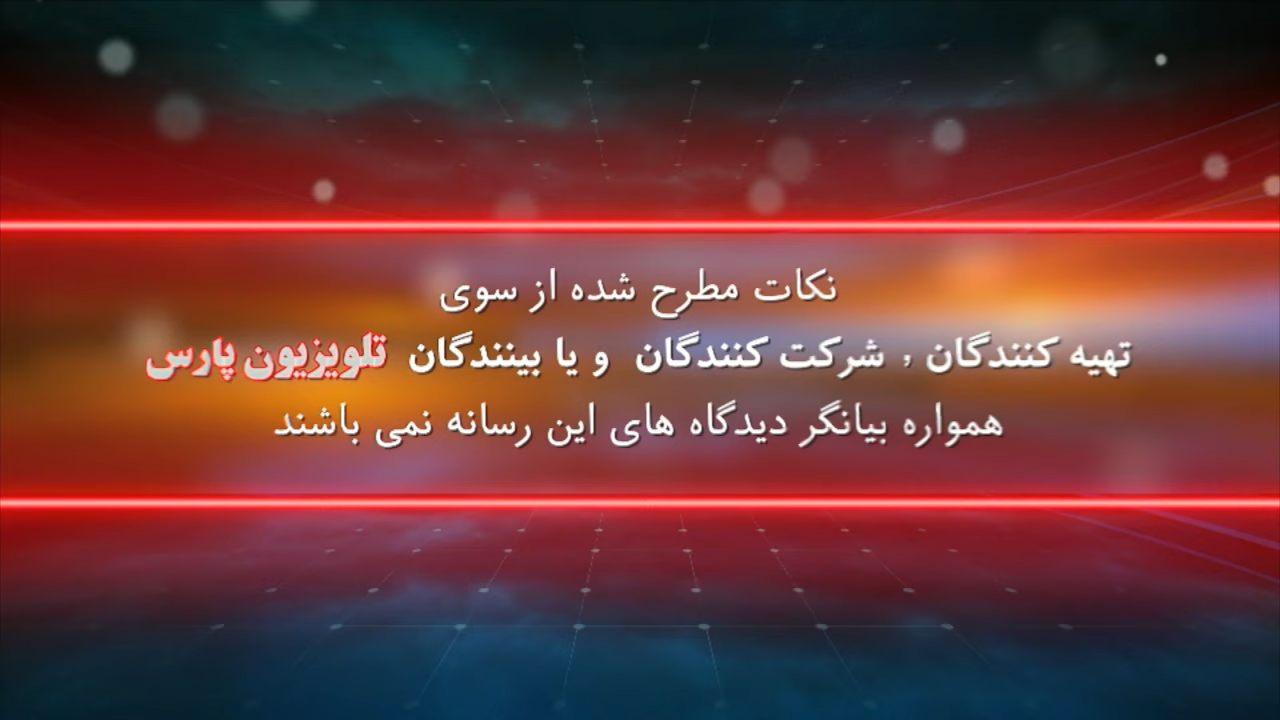 نکات مطرح شده از سوی
تهیه کنندگان , شرکت کنندگان و یا بینندگان تلویزیون پارس
همواره بیانگر دیدگاه های این رسانه نمی باشند